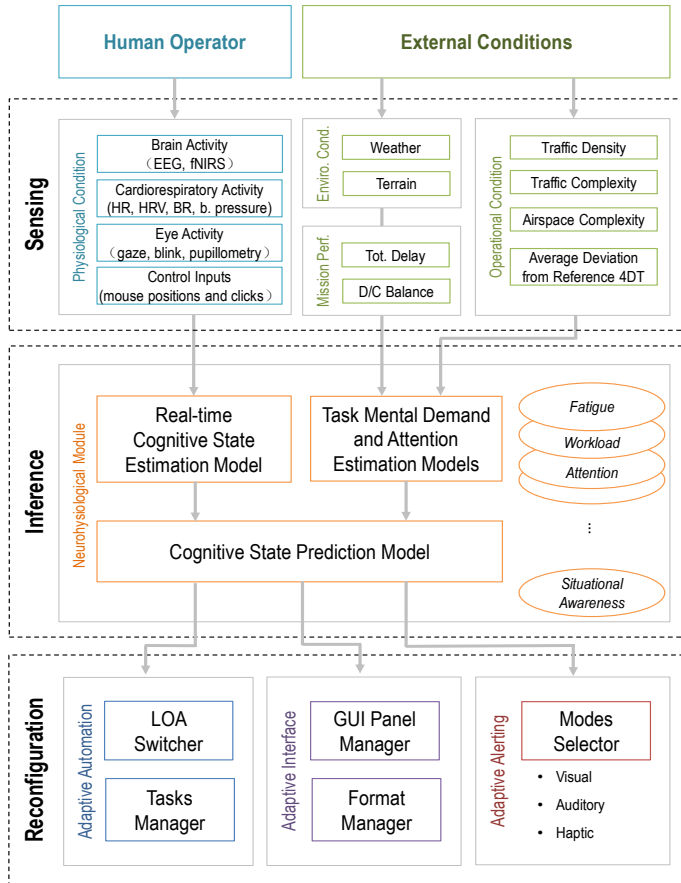 Human Operator
External Conditions
Sensing
Physiological Condition
Brain Activity
（EEG, fNIRS）
Cardiorespiratory Activity
(HR, HRV, BR, b. pressure)
Eye Activity
（gaze, blink, pupillometry）
Control Inputs
(mouse positions and clicks）
Enviro. Cond.
Weather
Terrain
Mission Perf.
Tot. Delay
D/C Balance
Operational Condition
Traffic Density
Traffic Complexity
Airspace Complexity
Average Deviation
from Reference 4DT
Inference
Neurohysiological Module
Real-time
Cognitive State
Estimation Model
Task Mental Demand
and Attention
Estimation Models
Cognitive State Prediction Model
Fatigue
Workload
Attention
...
Situational
Awareness
Reconfiguration
Adaptive Automation
LOA
Switcher
Tasks
Manager
Adaptive Interface
GUI Panel
Manager
Format
Manager
Adaptive Alerting
Modes
Selector
• Visual
• Auditory
• Haptic